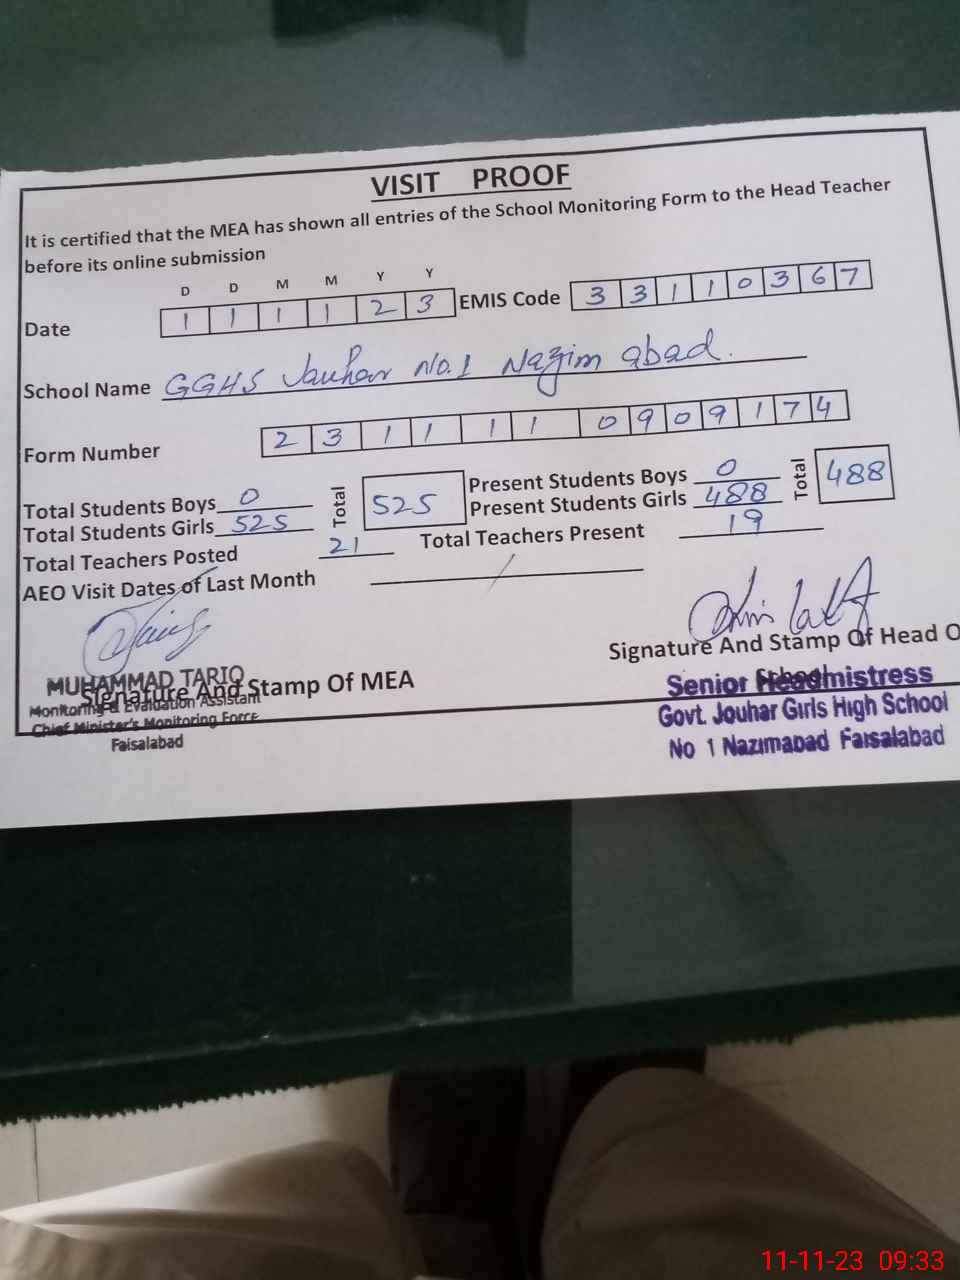 VISIT PROOF
It is certified that the MEA has shown all entries of the School Monitoring Form to the Head Teacher
before its online submission
D D M M Y Y
Date 1 1 1 1 2 3 EMIS Code 3 3 1 1 0 3 6 7
School Name GGHS Jauhar No.1 Nazim abad.
Form Number 2 3 1 1 1 1 0 9 0 9 1 7 4
Total Students Boys 0 Total 525 Present Students Boys 0 Total 488
Total Students Girls 525 Present Students Girls 488
Total Teachers Posted 21 Total Teachers Present 19
AEO Visit Dates of Last Month
Signature And Stamp Of Head O
School
Signature And Stamp Of MEA
MUHAMMAD TARIQ
Monitoring & Evaluation Assistant
Chief Minister's Monitoring Force
Faisalabad
Senior Headmistress
Govt. Jouhar Girls High School
No 1 Nazimabad Faisalabad
11-11-23 09:33